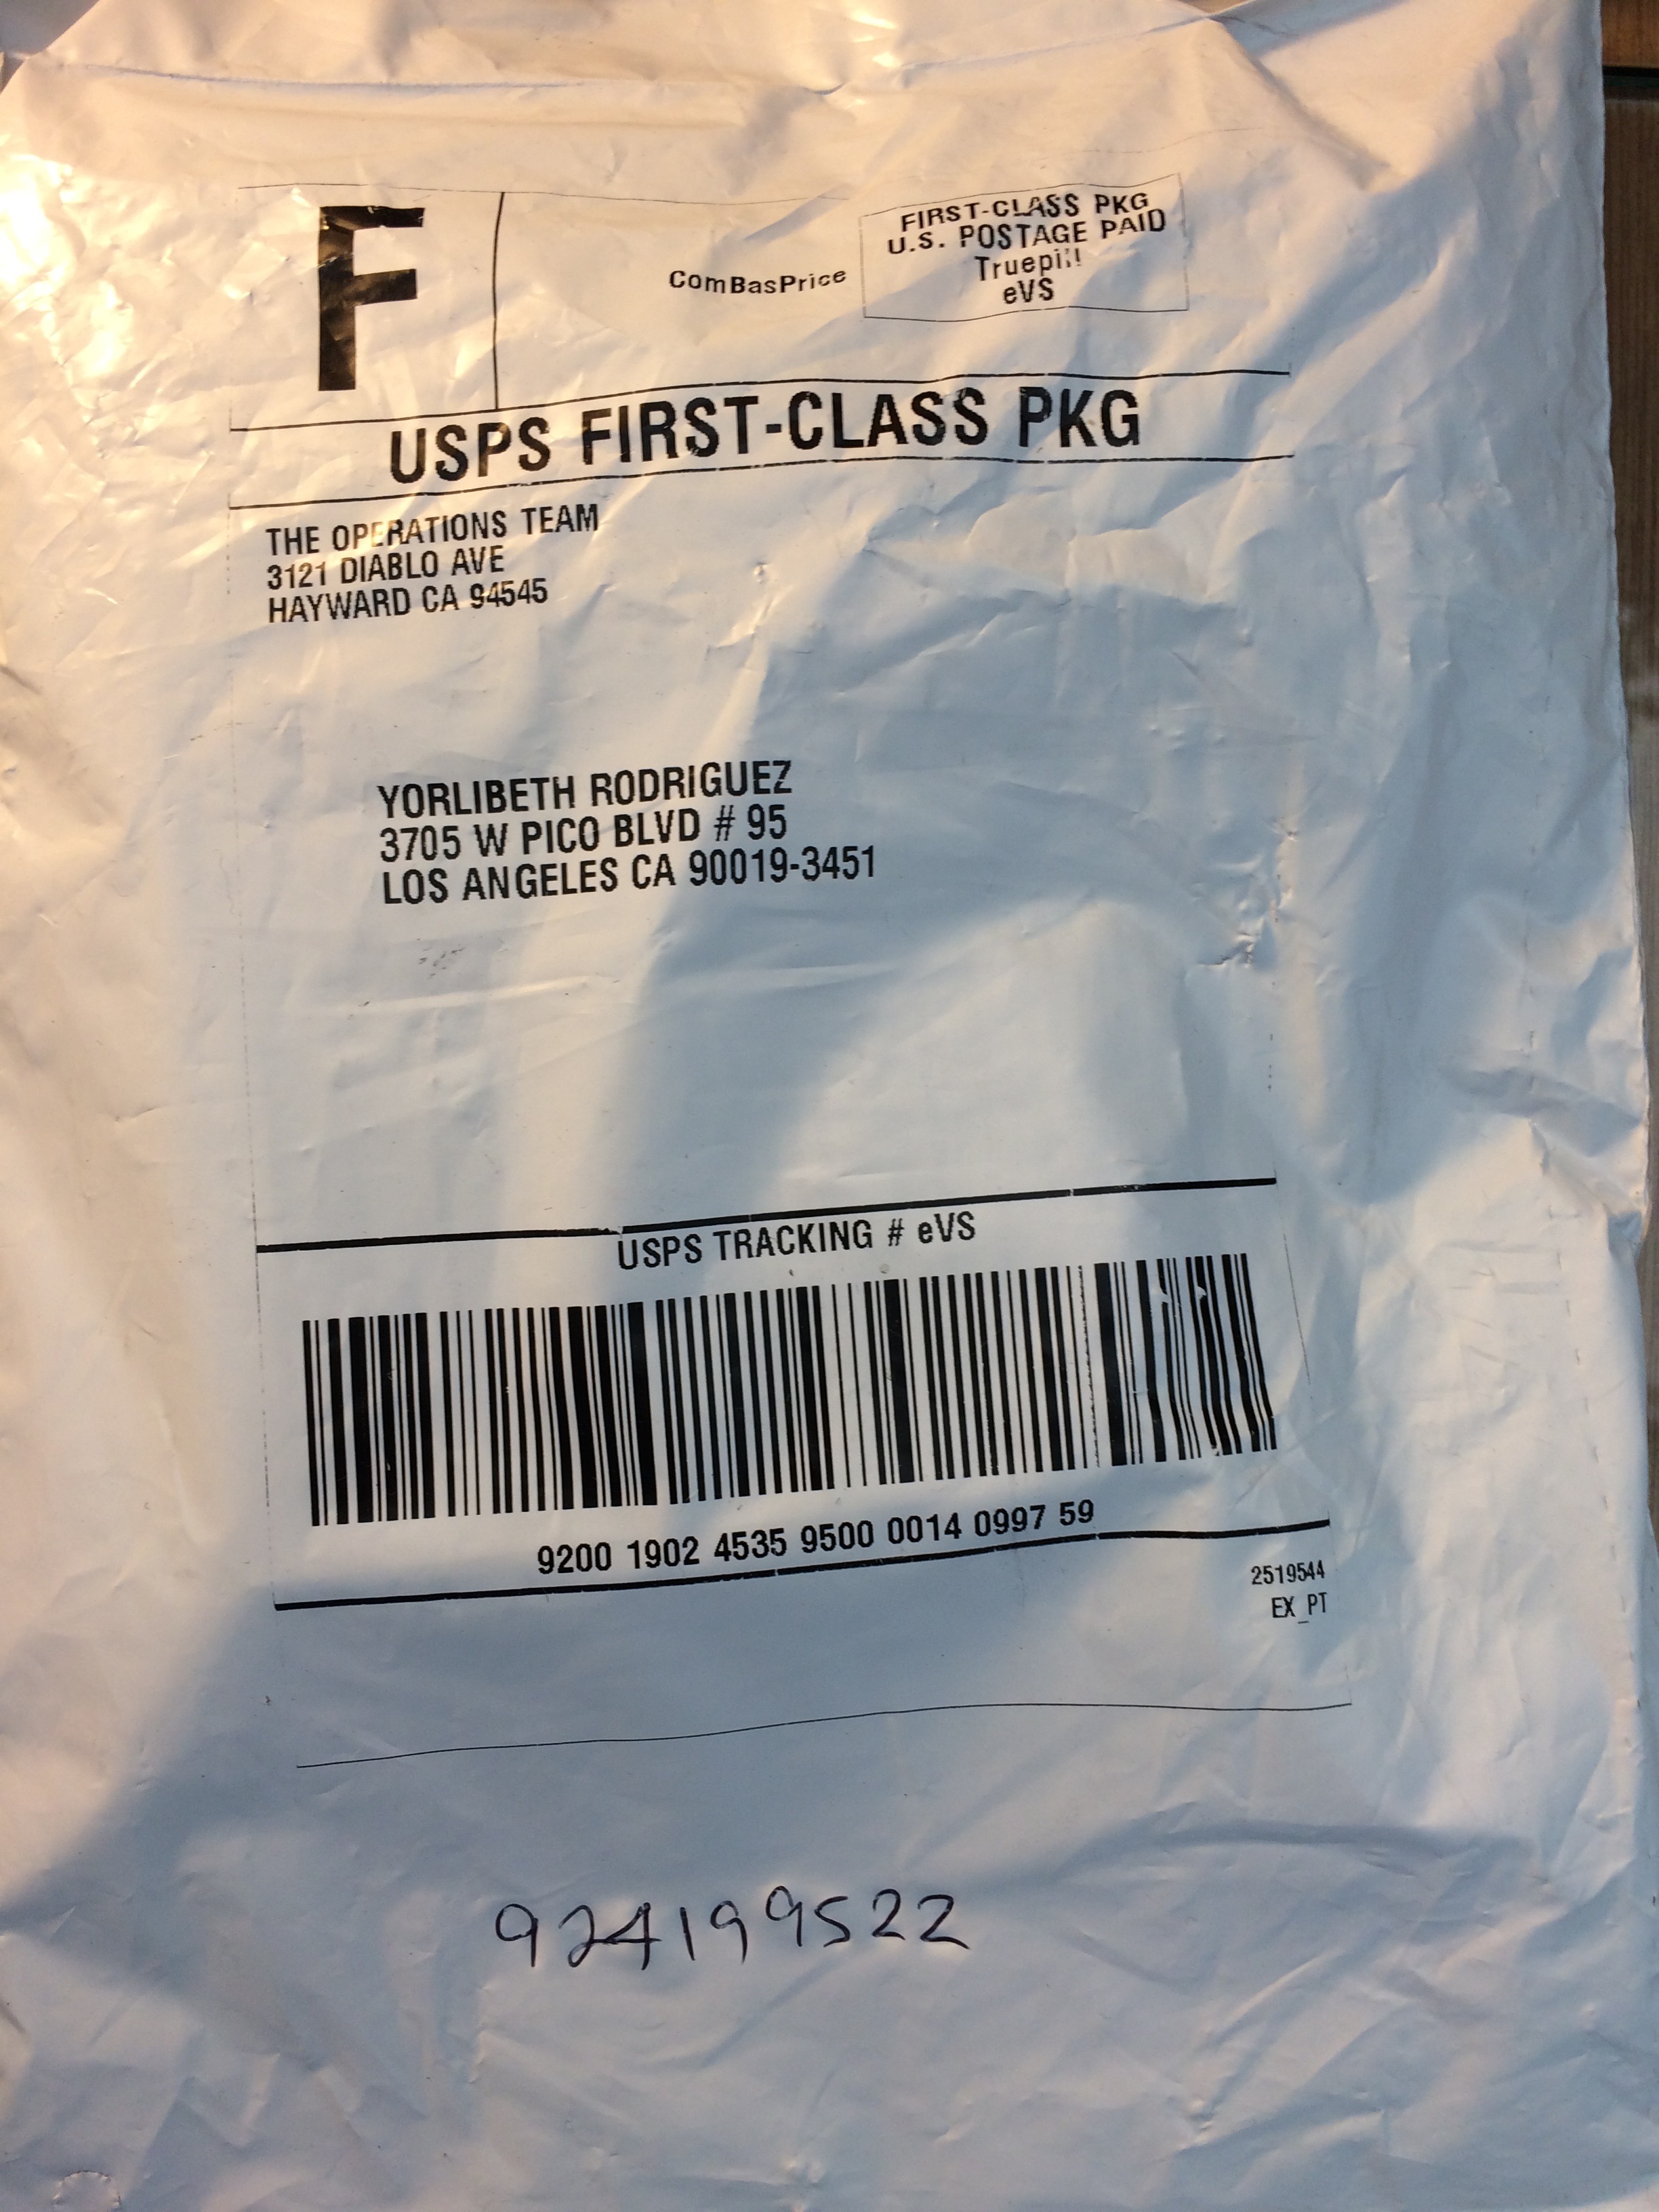 F
ComBasPrice
FIRST-CLASS PKG
U.S. POSTAGE PAID
Truepill
eVS
USPS FIRST-CLASS PKG
THE OPERATIONS TEAM
3121 DIABLO AVE
HAYWARD CA 94545
YORLIBETH RODRIGUEZ
3705 W PICO BLVD # 95
LOS ANGELES CA 90019-3451
USPS TRACKING # eVS
9200 1902 4535 9500 0014 0997 59
2519544
EX_PT
924199522